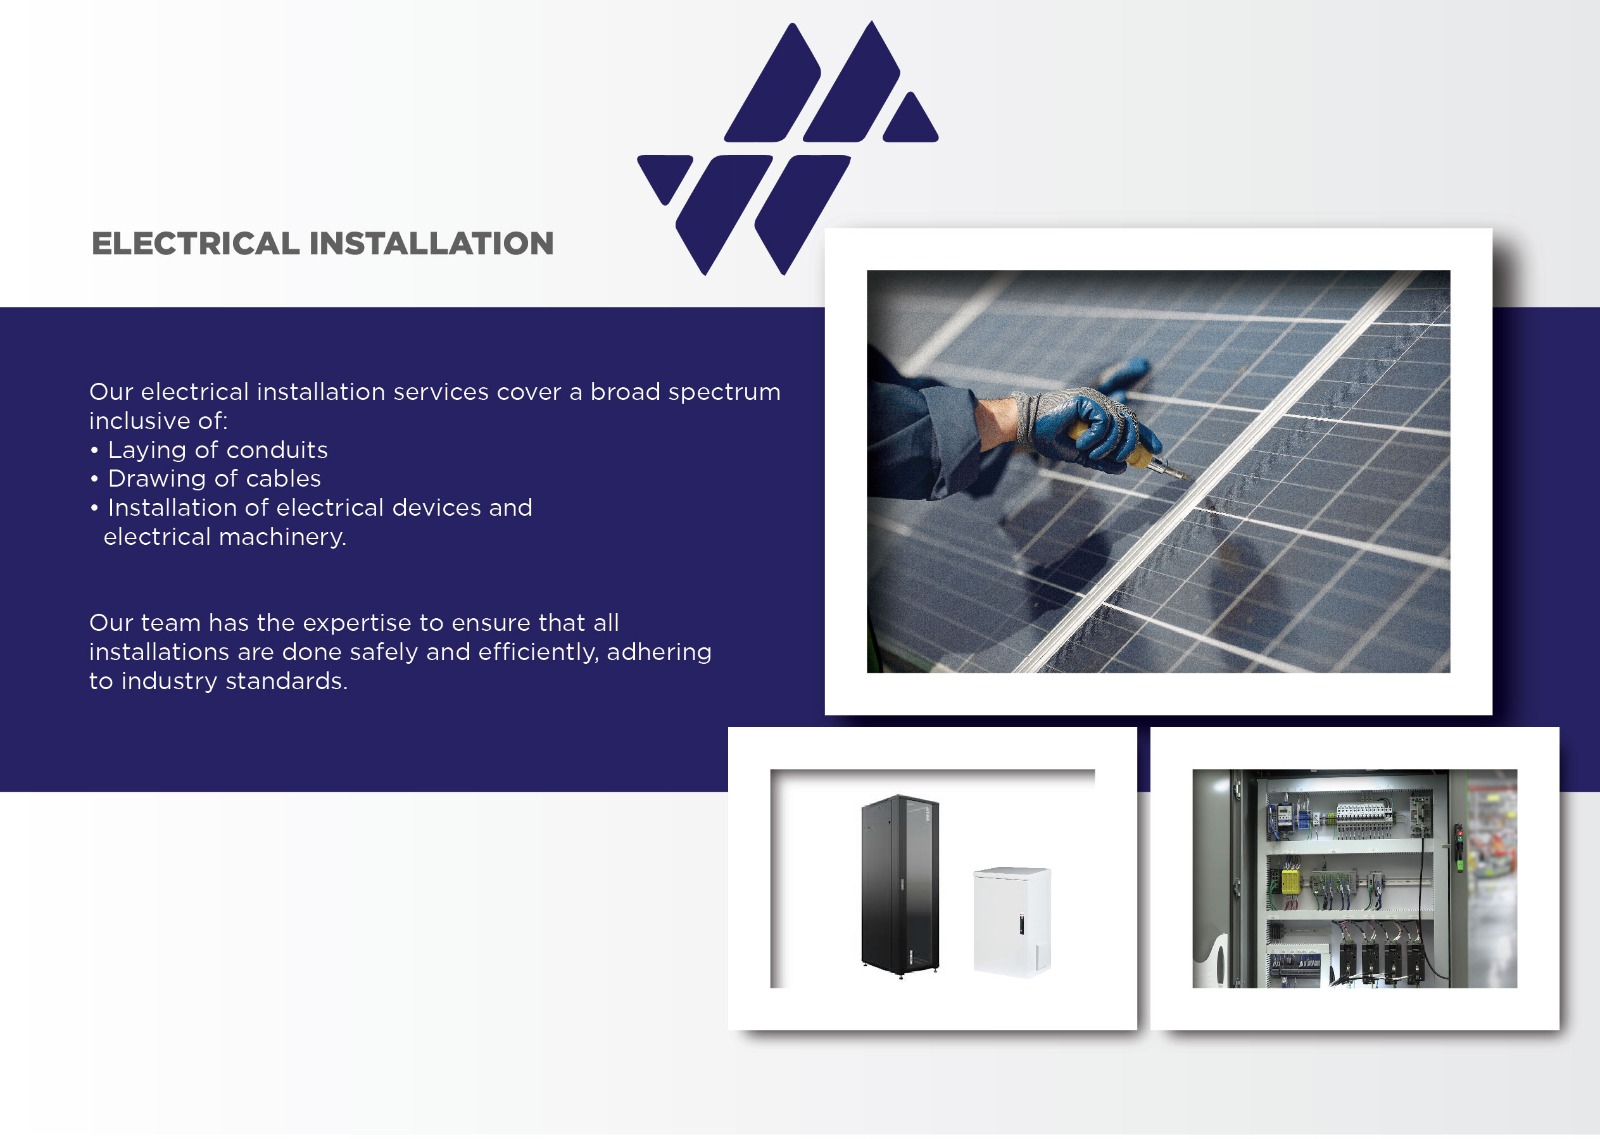 ELECTRICAL INSTALLATION
Our electrical installation services cover a broad spectrum
inclusive of:
• Laying of conduits
• Drawing of cables
• Installation of electrical devices and
electrical machinery.
Our team has the expertise to ensure that all
installations are done safely and efficiently, adhering
to industry standards.